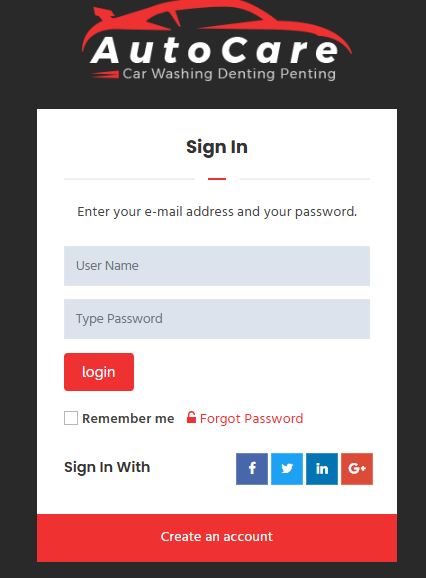 AutoCare
Car Washing Denting Penting
Sign In
Enter your e-mail address and your password.
User Name
Type Password
login
Remember me Forgot Password
Sign In With f in G+
Create an account